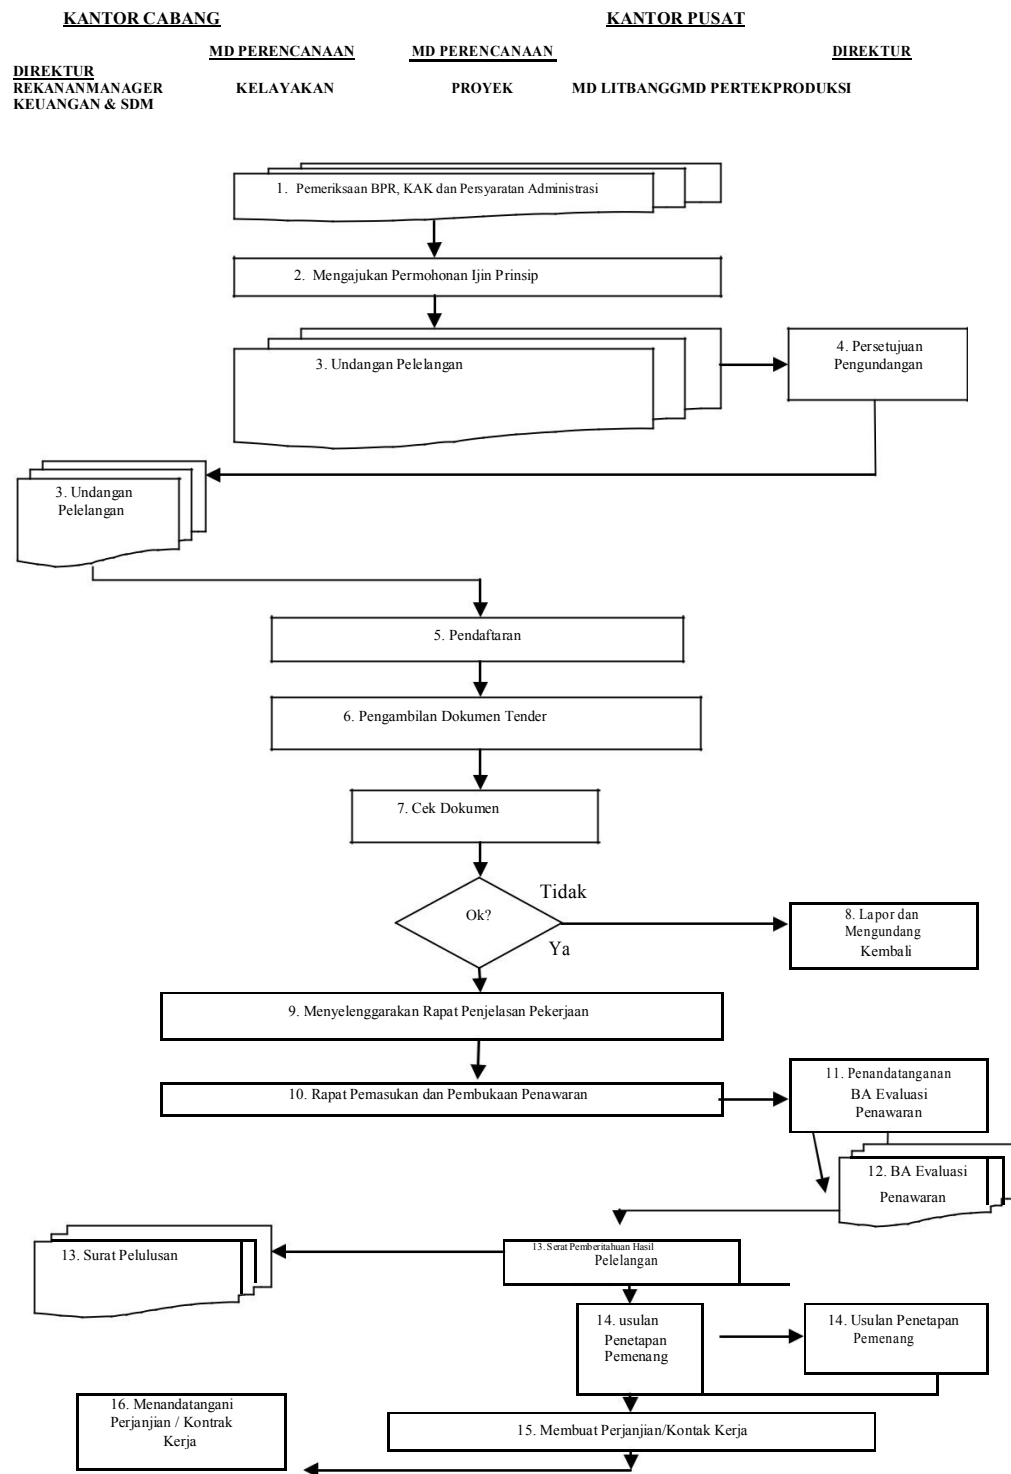 KANTOR CABANG
KANTOR PUSAT
MD PERENCANAAN
MD PERENCANAAN
DIREKTUR
DIREKTUR
REKANANMANAGER
KELAYAKAN
PROYEK
MD LITBANGGMD PERTEKPRODUKSI
KEUANGAN & SDM
1. Pemeriksaan BPR, KAK dan Persyaratan Administrasi
2. Mengajukan Permohonan Ijin Prinsip
3. Undangan Pelelangan
4. Persetujuan
Pengundangan
3. Undangan
Pelelangan
5. Pendaftaran
6. Pengambilan Dokumen Tender
7. Cek Dokumen
Ok?
Tidak
Ya
8. Lapor dan
Mengundang
Kembali
9. Menyelenggarakan Rapat Penjelasan Pekerjaan
10. Rapat Pemasukan dan Pembukaan Penawaran
11. Penandatanganan
BA Evaluasi
Penawaran
12. BA Evaluasi
Penawaran
13. Surat Pelulusan
13. Serat Pemberitahuan Hasil
Pelelangan
14. usulan
Penetapan
Pemenang
14. Usulan Penetapan
Pemenang
16. Menandatangani
Perjanjian / Kontrak
Kerja
15. Membuat Perjanjian/Kontak Kerja